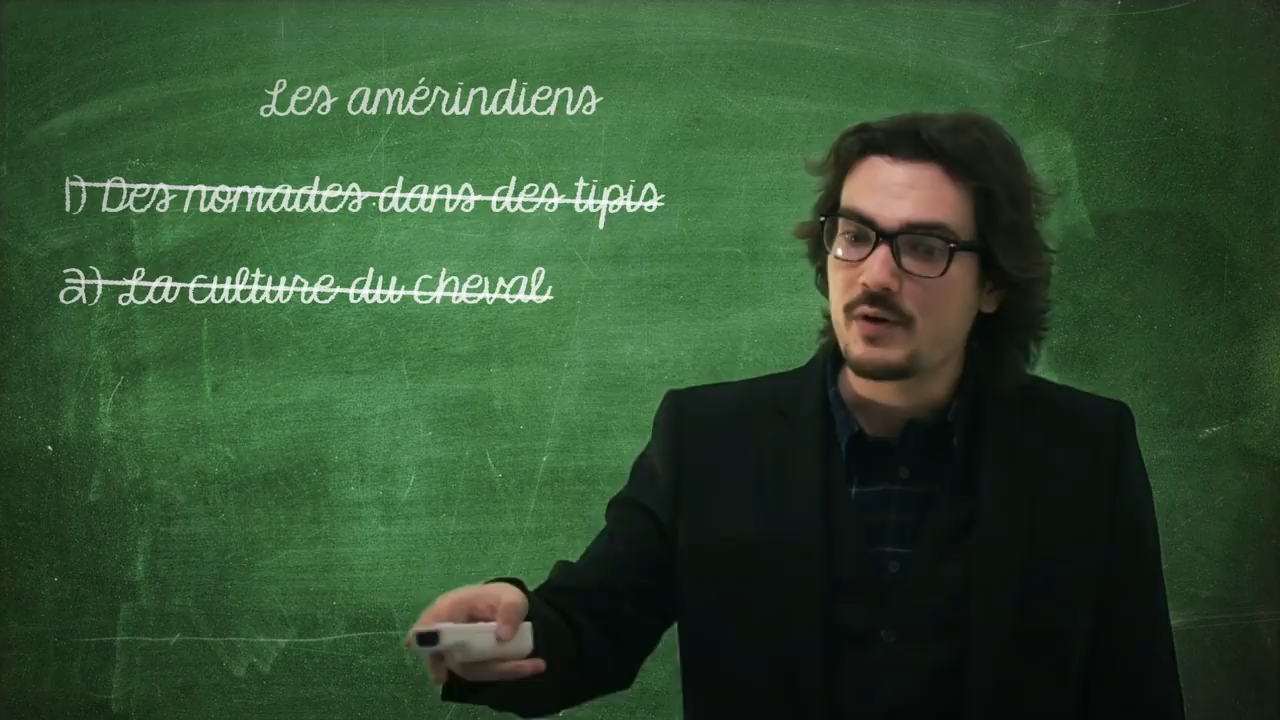 Les amérindiens
1) Des nomades dans des tipis
2) La culture du cheval